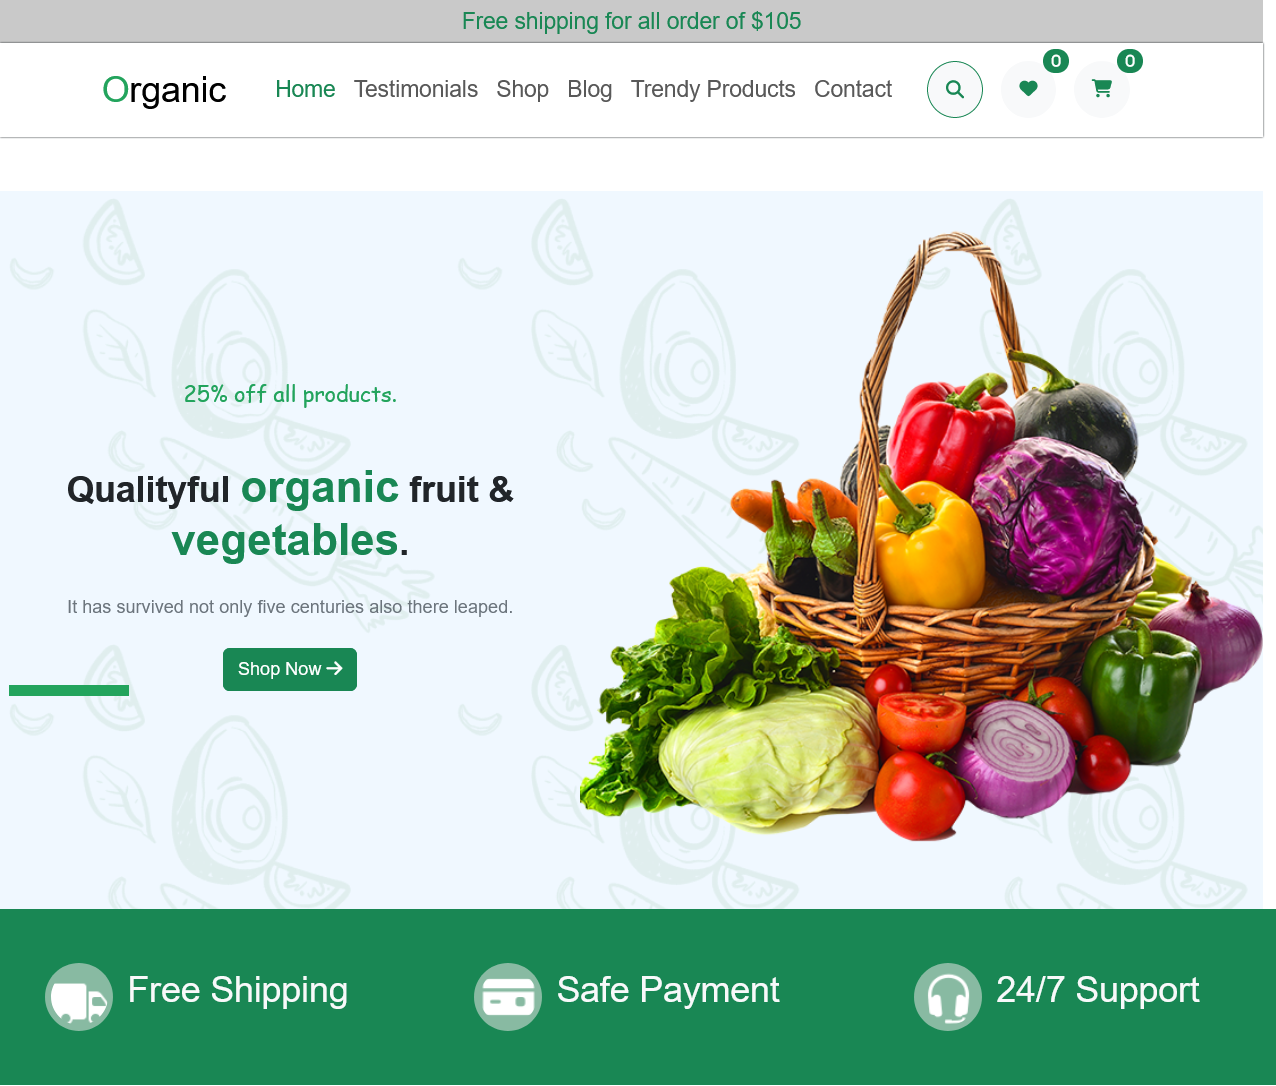 Free shipping for all order of $105
Organic
Home Testimonials Shop Blog Trendy Products Contact
0 0
25% off all products.
Qualityful organic fruit &
vegetables.
It has survived not only five centuries also there leaped.
Shop Now
Free Shipping
Safe Payment
24/7 Support